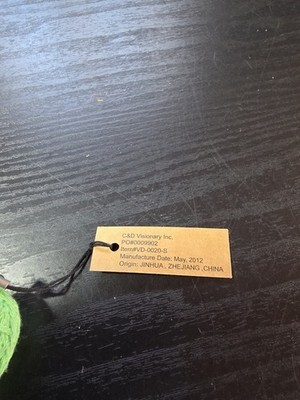 C&D Visionary Inc.
PO#0009902
Item#VD-0020-S
Manufacture Date: May, 2012
Origin: JINHUA , ZHEJIANG ,CHINA